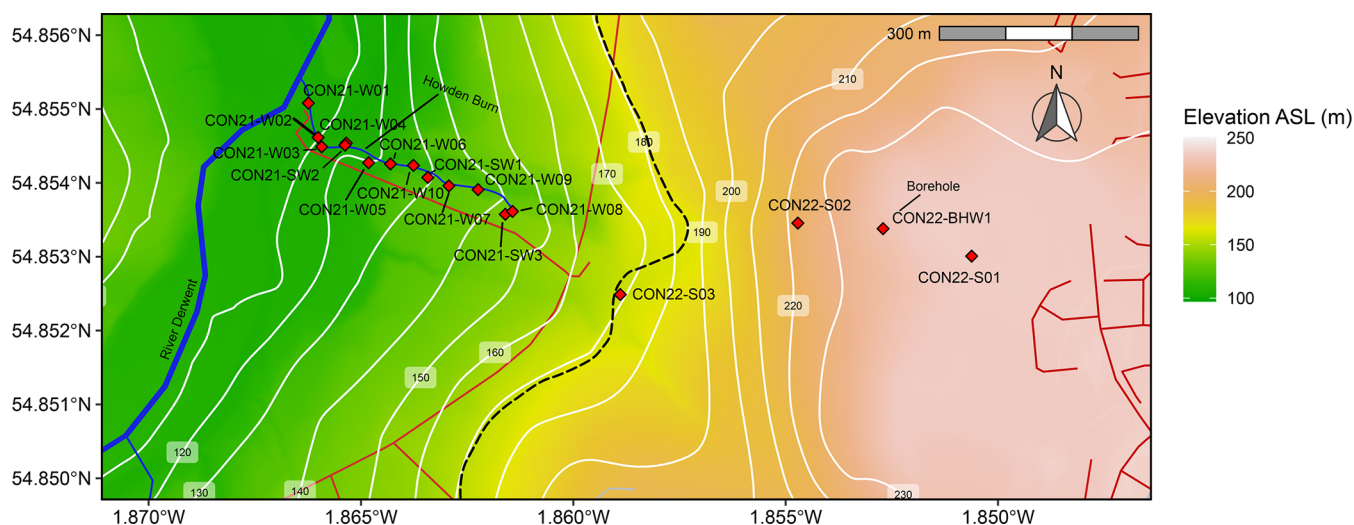 54.856°N
54.855°N
54.854°N
54.853°N
54.852°N
54.851°N
54.850°N
300 m
N
210
Howden Burn
CON21-W01
CON21-W02
CON21-W04
CON21-W03
CON21-W06
CON21-SW2
CON21-SW1
CON21-W10
CON21-W09
CON21-W05
CON21-W07
CON21-W08
CON21-SW3
180
170
200
190
Borehole
CON22-S02
CON22-BHW1
CON22-S01
CON22-S03
220
River Derwent
160
150
120
130
140
230
1.870°W
1.865°W
1.860°W
1.855°W
1.850°W
Elevation ASL (m)
250
200
150
100